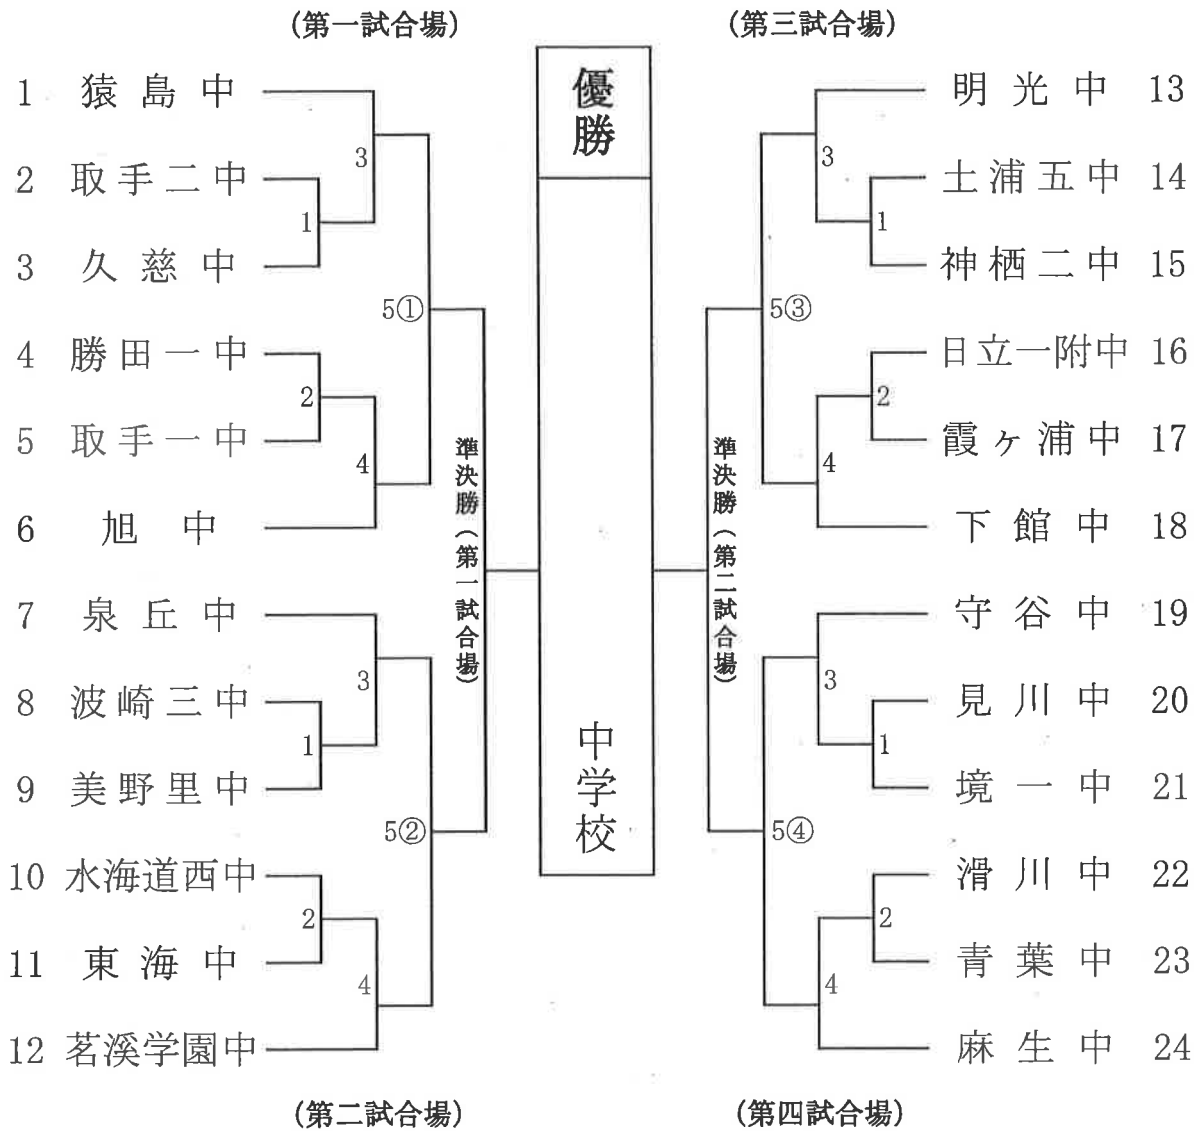 (第一試合場)
1 猿島中
3
2 取手二中
1
3 久慈中
5①
4 勝田一中
2
5 取手一中
4
6 旭中
7 泉丘中
3
8 波崎三中
1
9 美野里中
5②
10 水海道西中
2
11 東海中
4
12 茗溪学園中
(第二試合場)
準決勝(第一試合場)
優勝
中学校
準決勝(第二試合場)
(第三試合場)
明光中 13
3
土浦五中 14
1
神栖二中 15
5③
日立一附中 16
2
霞ヶ浦中 17
4
下館中 18
守谷中 19
3
見川中 20
1
境一中 21
5④
滑川中 22
2
青葉中 23
4
麻生中 24
(第四試合場)